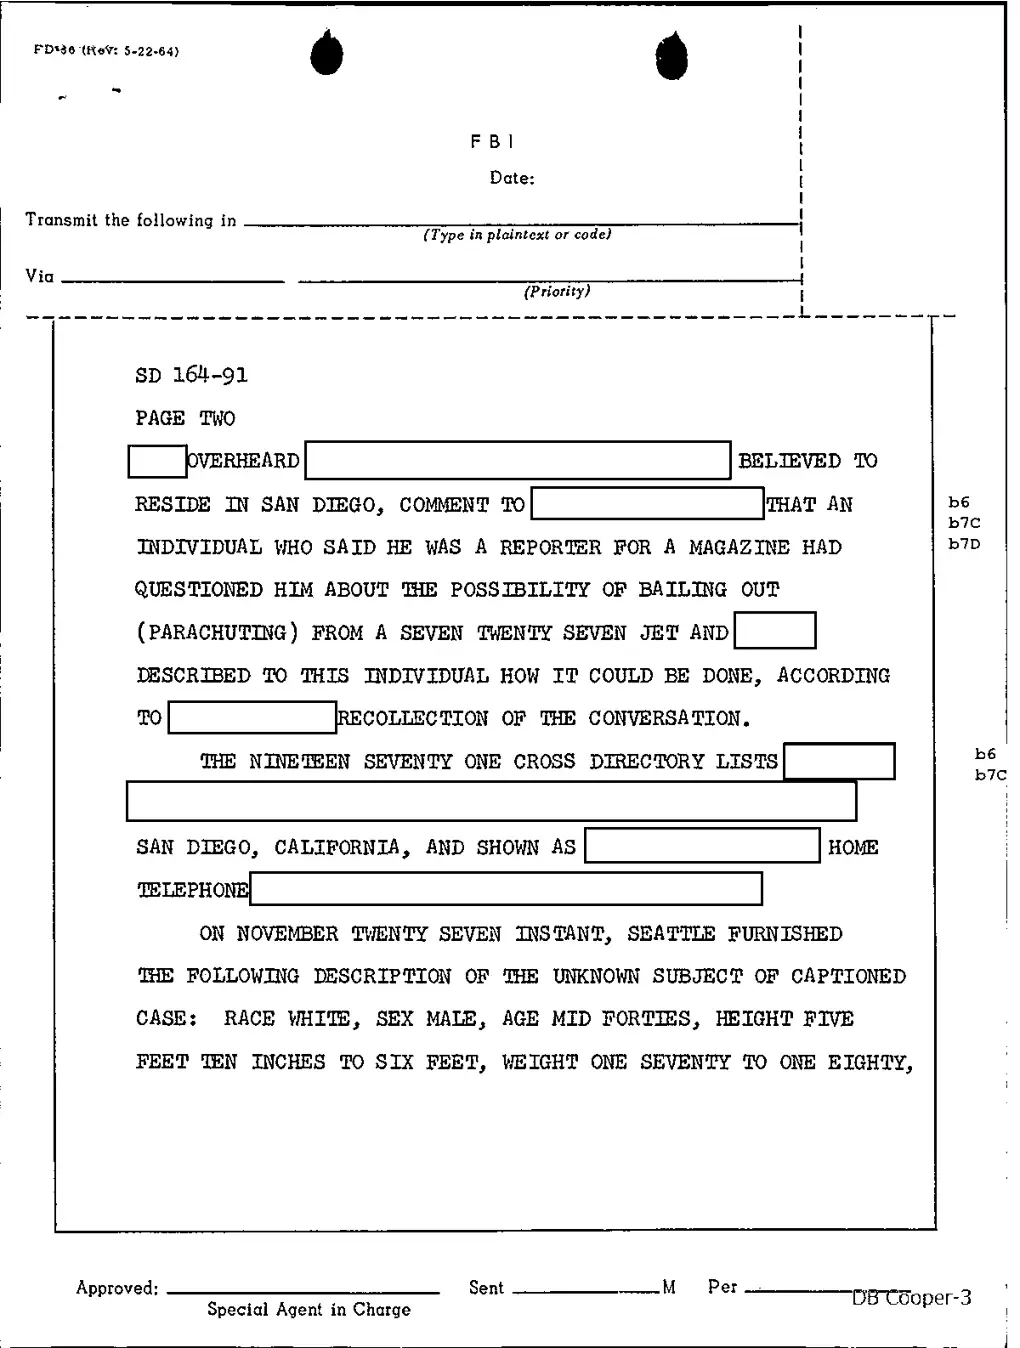 FD-36 (Rev. 5-22-64)
F B I
Date:
Transmit the following in
(Type in plaintext or code)
Via
(Priority)
SD 164-91
PAGE TWO
OVERHEARD BELIEVED TO
RESIDE IN SAN DIEGO, COMMENT TO THAT AN
b6
b7C
INDIVIDUAL WHO SAID HE WAS A REPORTER FOR A MAGAZINE HAD
b7D
QUESTIONED HIM ABOUT THE POSSIBILITY OF BAILING OUT
(PARACHUTING) FROM A SEVEN TWENTY SEVEN JET AND
DESCRIBED TO THIS INDIVIDUAL HOW IT COULD BE DONE, ACCORDING
TO RECOLLECTION OF THE CONVERSATION.
THE NINETEEN SEVENTY ONE CROSS DIRECTORY LISTS
b6
b7C
SAN DIEGO, CALIFORNIA, AND SHOWN AS HOME
TELEPHONE
ON NOVEMBER TWENTY SEVEN INSTANT, SEATTLE FURNISHED
THE FOLLOWING DESCRIPTION OF THE UNKNOWN SUBJECT OF CAPTIONED
CASE: RACE WHITE, SEX MALE, AGE MID FORTIES, HEIGHT FIVE
FEET TEN INCHES TO SIX FEET, WEIGHT ONE SEVENTY TO ONE EIGHTY,
Approved: Sent M Per
Special Agent in Charge
DB Cooper-3